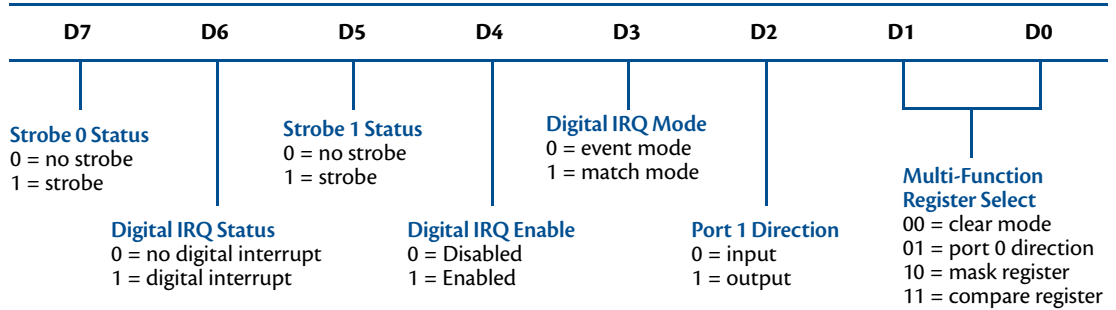 D7 D6 D5 D4 D3 D2 D1 D0
Strobe 0 Status
0 = no strobe
1 = strobe
Digital IRQ Status
0 = no digital interrupt
1 = digital interrupt
Strobe 1 Status
0 = no strobe
1 = strobe
Digital IRQ Enable
0 = Disabled
1 = Enabled
Digital IRQ Mode
0 = event mode
1 = match mode
Port 1 Direction
0 = input
1 = output
Multi-Function
Register Select
00 = clear mode
01 = port 0 direction
10 = mask register
11 = compare register